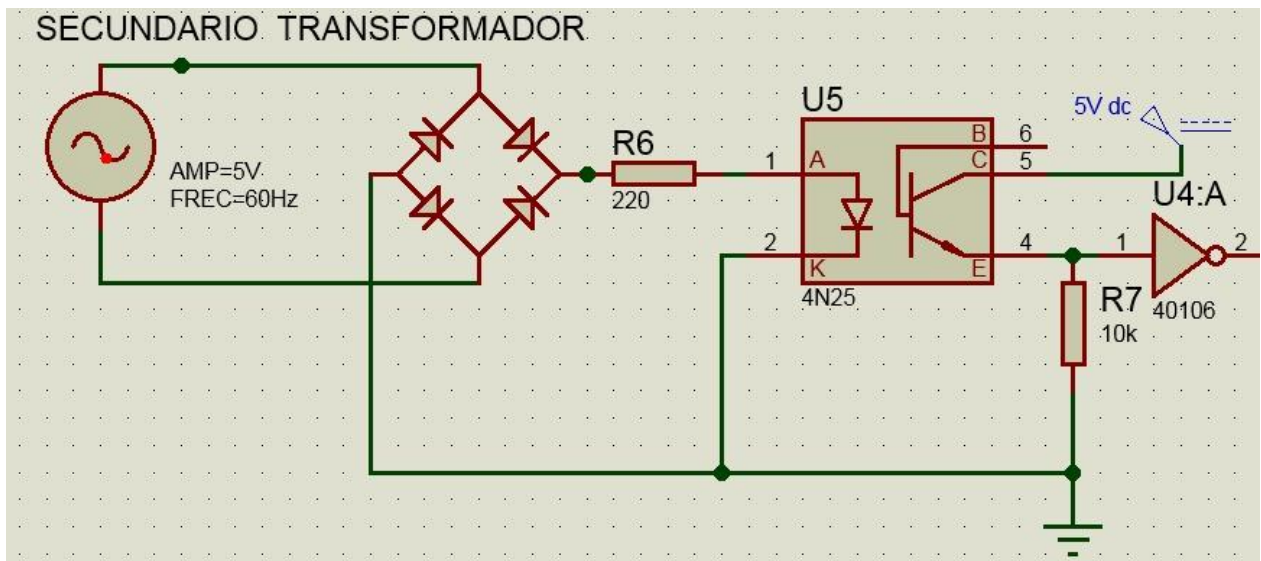 SECUNDARIO TRANSFORMADOR
AMP=5V
FREC=60Hz
R6
220
U5
1
A
2
K
B
6
C
5
4
E
4N25
5V dc
U4:A
1
2
40106
R7
10k